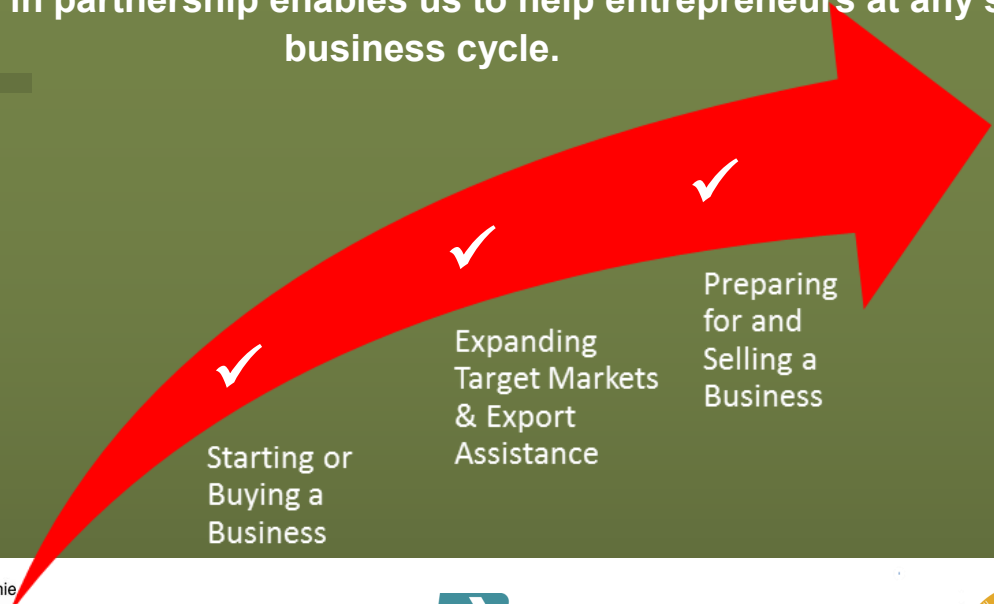 in partnership enables us to help entrepreneurs at any s
business cycle.
Starting or
Buying a
Business
Expanding
Target Markets
& Export
Assistance
Preparing
for and
Selling a
Business
nie